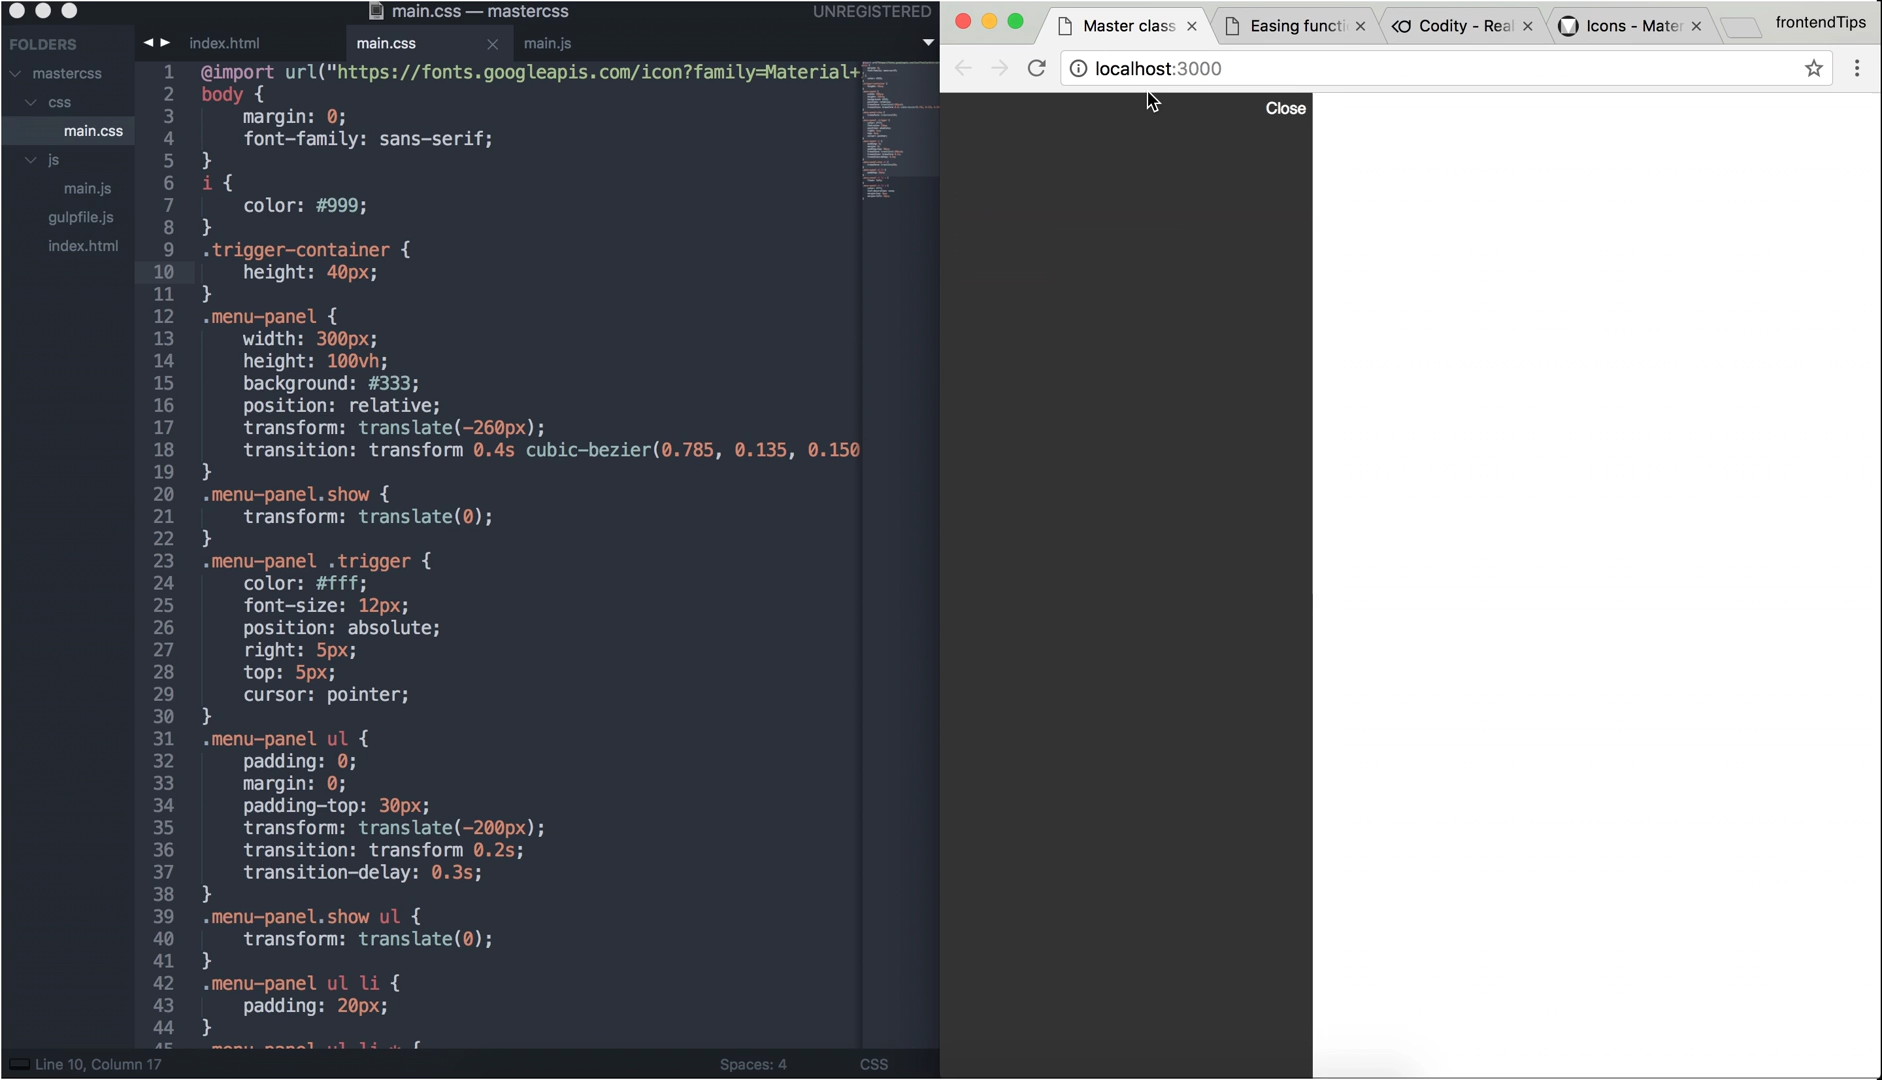 main.css — mastercss
UNREGISTERED
FOLDERS
mastercss
css
main.css
js
main.js
gulpfile.js
index.html
index.html
main.css
main.js
1 @import url("https://fonts.googleapis.com/icon?family=Material+
2 body {
3 margin: 0;
4 font-family: sans-serif;
5 }
6 i {
7 color: #999;
8 }
9 .trigger-container {
10 height: 40px;
11 }
12 .menu-panel {
13 width: 300px;
14 height: 100vh;
15 background: #333;
16 position: relative;
17 transform: translate(-260px);
18 transition: transform 0.4s cubic-bezier(0.785, 0.135, 0.150
19 }
20 .menu-panel.show {
21 transform: translate(0);
22 }
23 .menu-panel .trigger {
24 color: #fff;
25 font-size: 12px;
26 position: absolute;
27 right: 5px;
28 top: 5px;
29 cursor: pointer;
30 }
31 .menu-panel ul {
32 padding: 0;
33 margin: 0;
34 padding-top: 30px;
35 transform: translate(-200px);
36 transition: transform 0.2s;
37 transition-delay: 0.3s;
38 }
39 .menu-panel.show ul {
40 transform: translate(0);
41 }
42 .menu-panel ul li {
43 padding: 20px;
44 }
Line 10, Column 17
Spaces: 4
CSS
Master class
Easing functi
Codity - Real
Icons - Mater
frontendTips
localhost:3000
Close